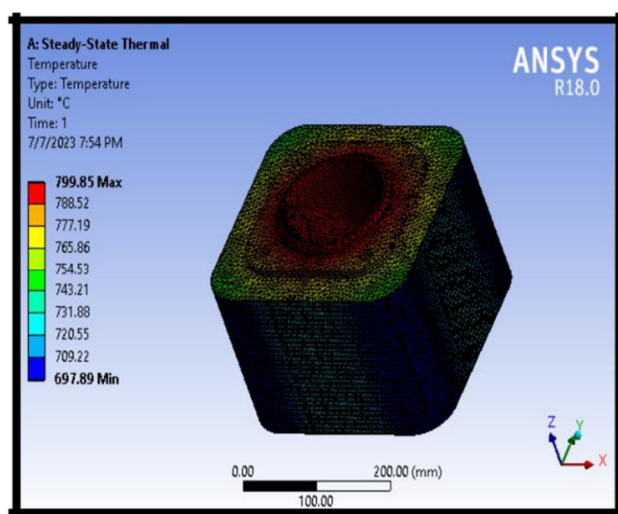 A: Steady-State Thermal
Temperature
Type: Temperature
Unit: °C
Time: 1
7/7/2023 7:54 PM
ANSYS
R18.0
799.85 Max
788.52
777.19
765.86
754.53
743.21
731.88
720.55
709.22
697.89 Min
0.00 200.00 (mm)
100.00
Z Y X